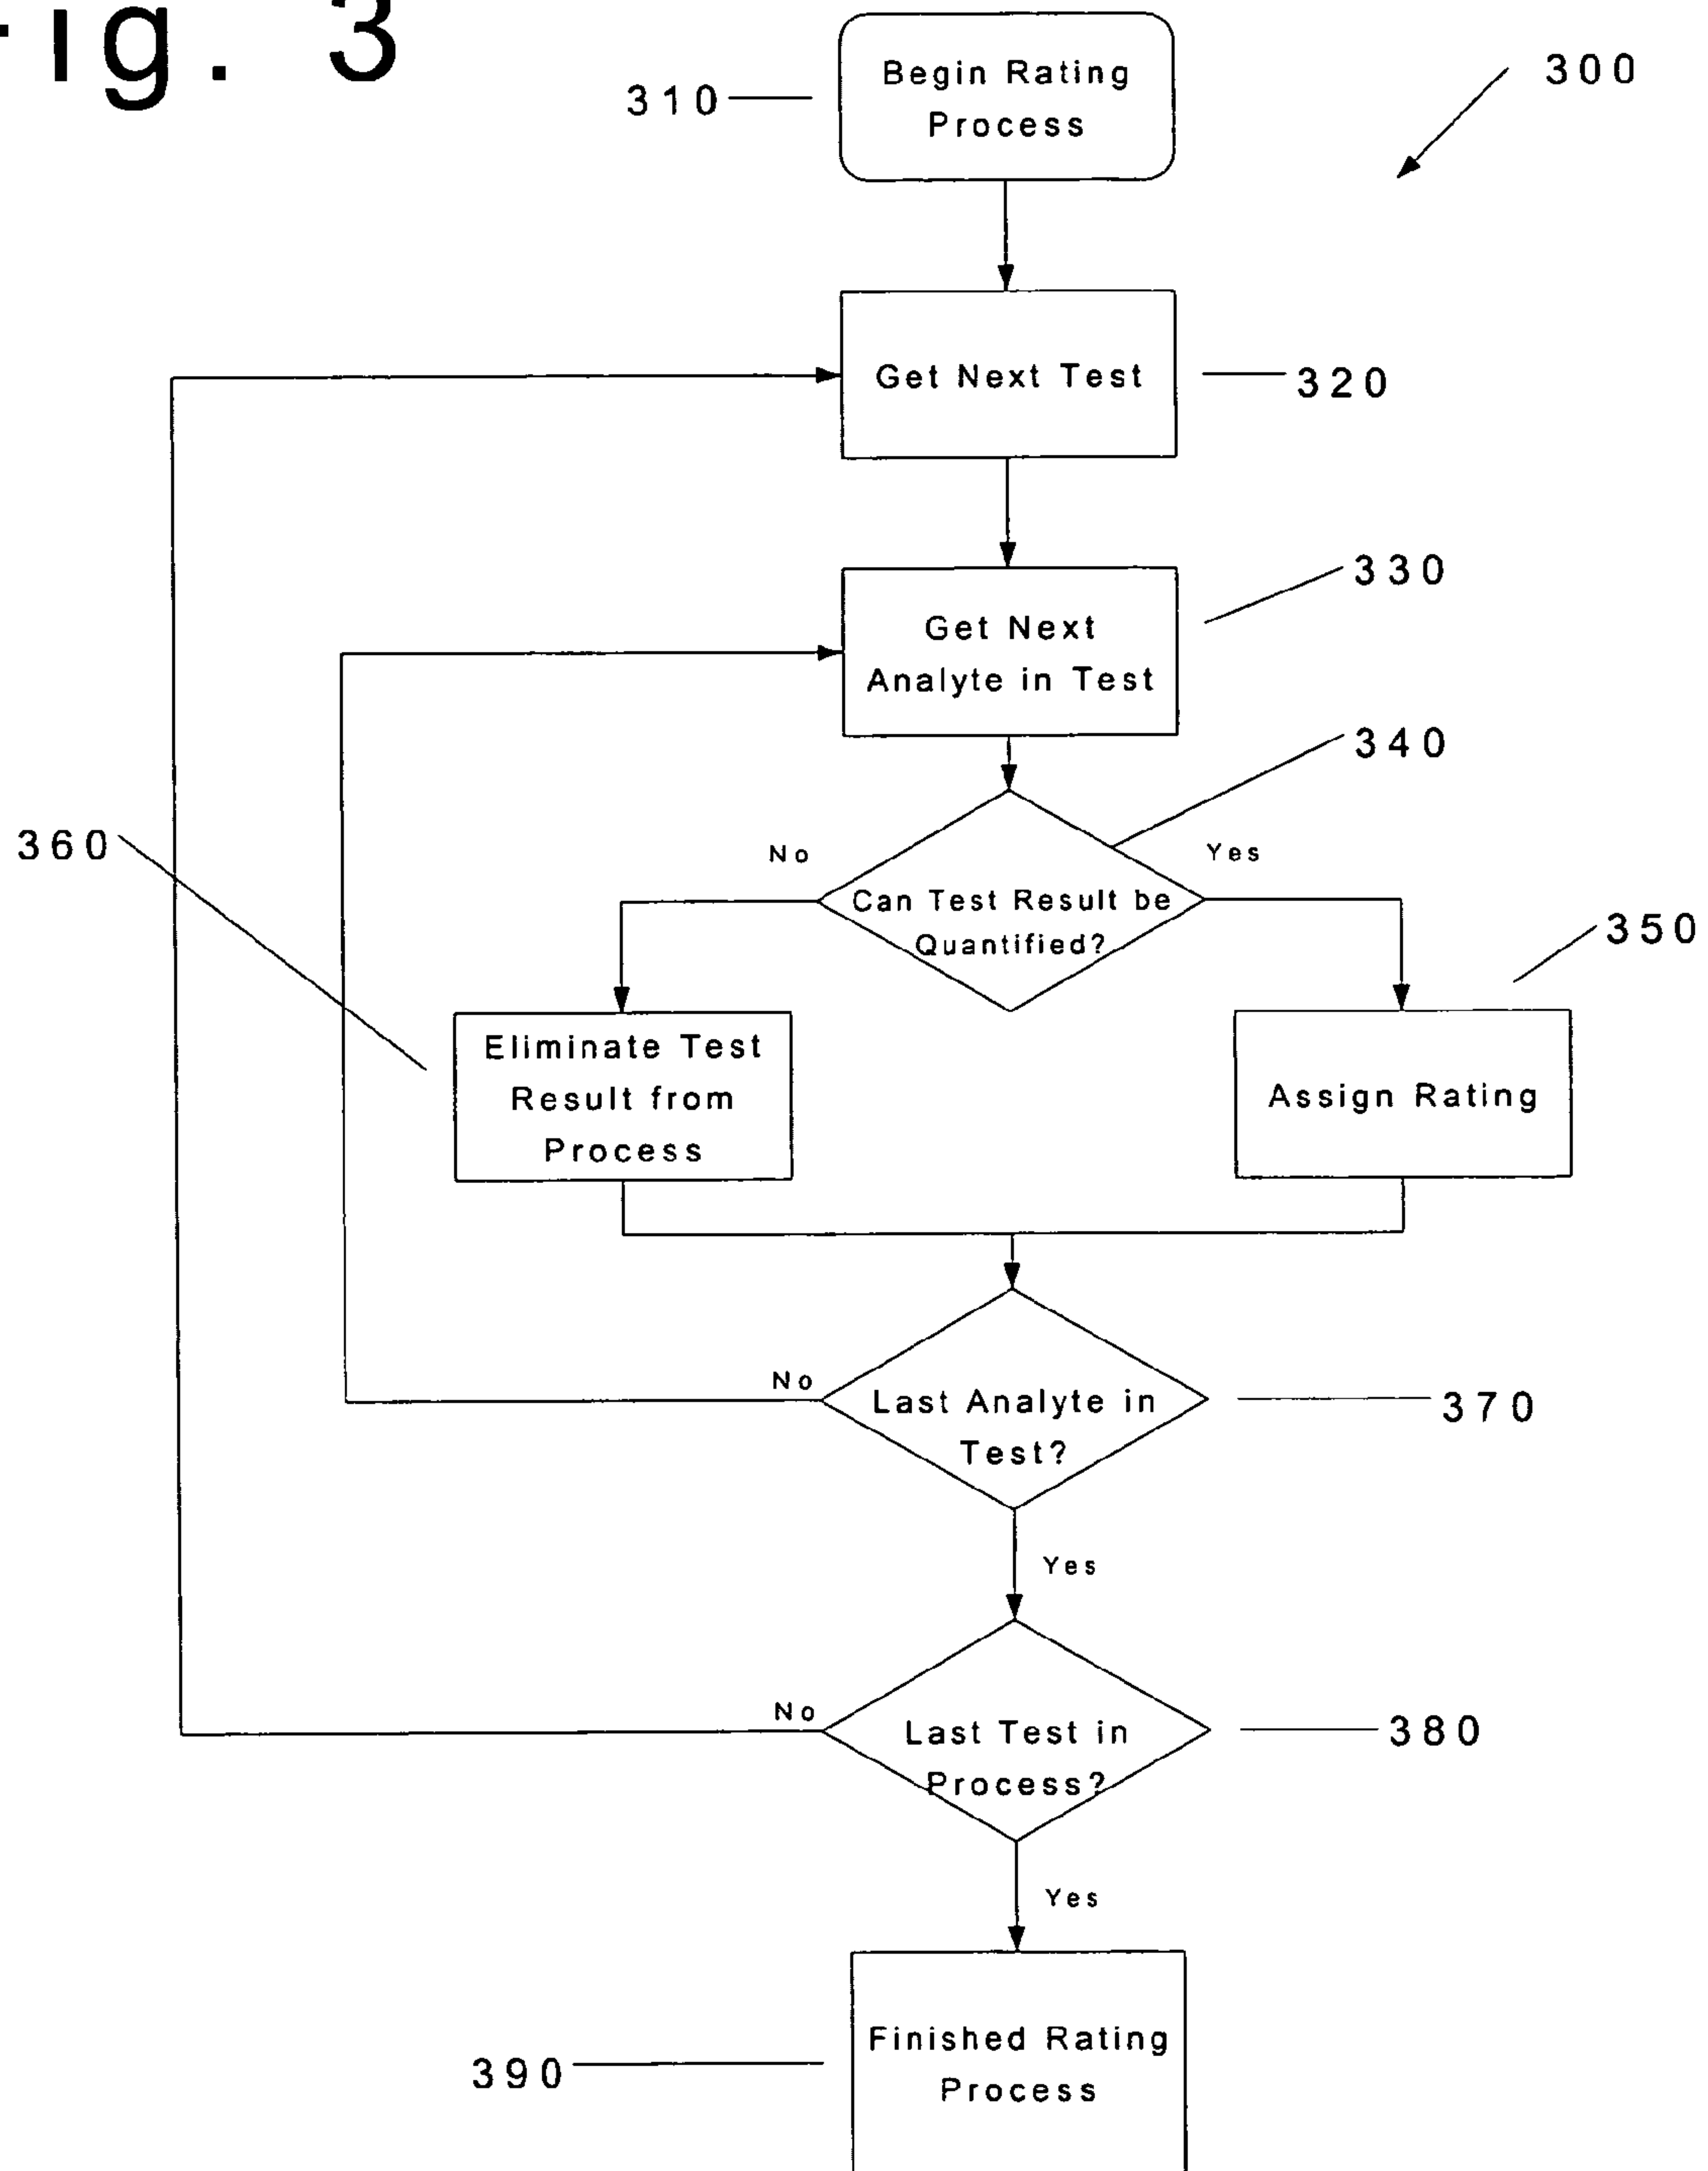 Fig. 3
300
310
Begin Rating
Process
Get Next Test
320
330
Get Next
Analyte in Test
340
360
No
Yes
Can Test Result be
Quantified?
350
Eliminate Test
Result from
Process
Assign Rating
No
Last Analyte in
Test?
370
Yes
No
Last Test in
Process?
380
Yes
Finished Rating
Process
390